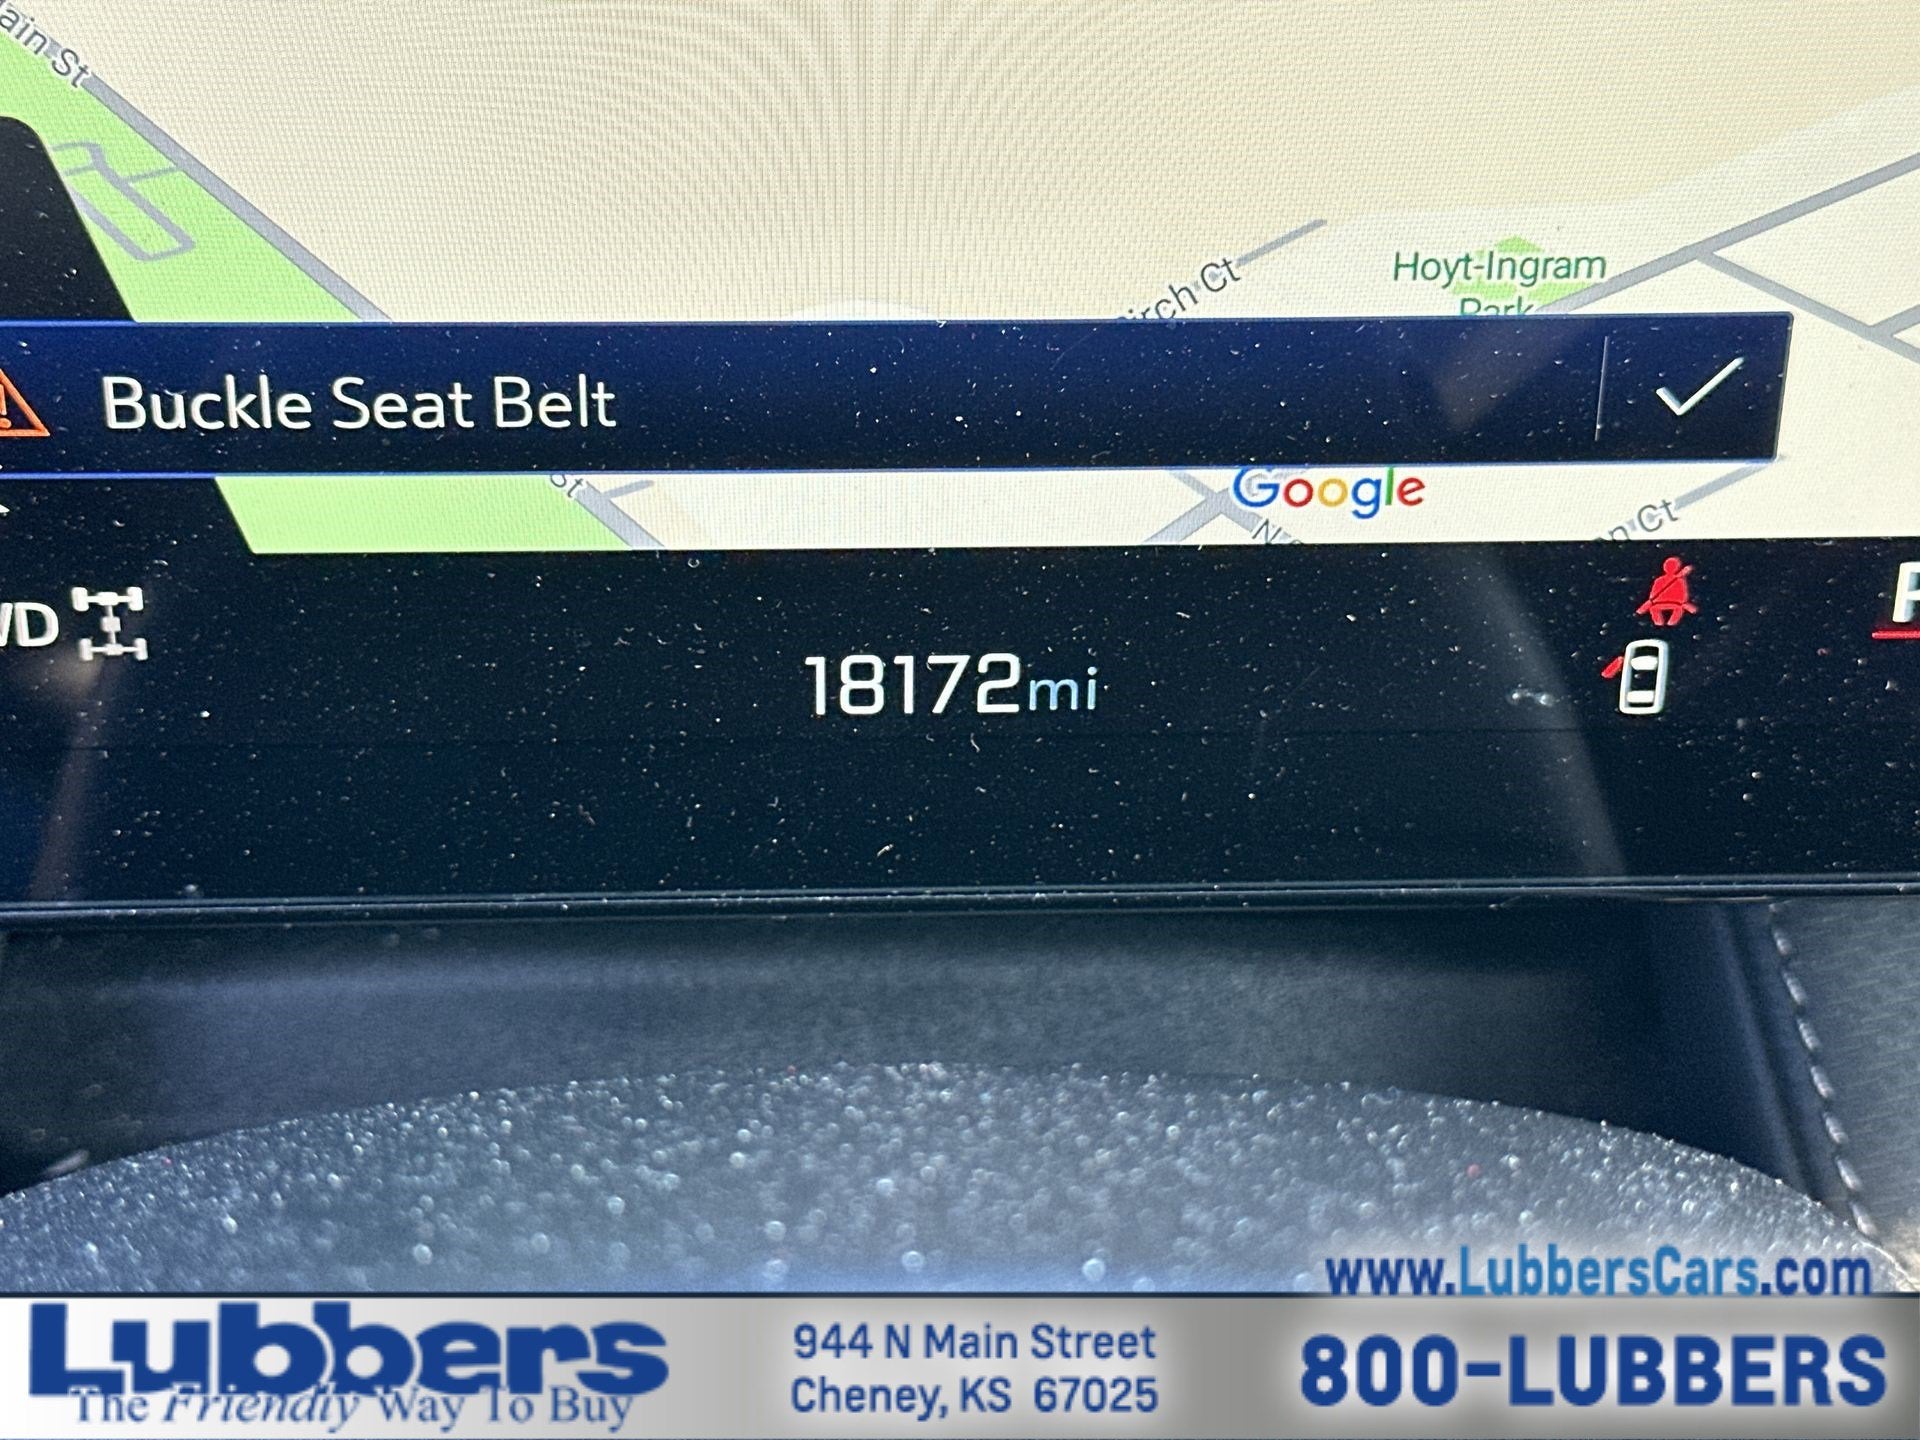 Hoyt-Ingram
Park
Buckle Seat Belt
St
Google
18172mi
www.LubbersCars.com
Lubbers
The Friendly Way To Buy
944 N Main Street
Cheney, KS 67025
800-LUBBERS